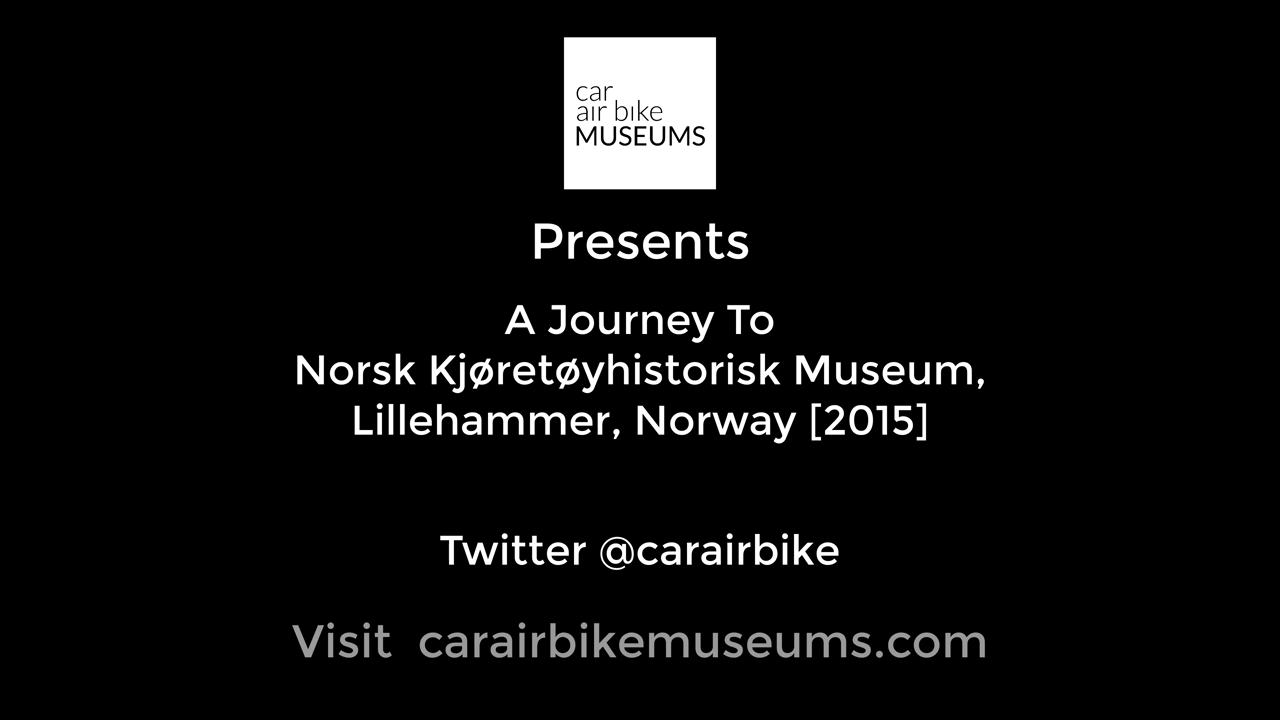 car
air bike
MUSEUMS
Presents
A Journey To
Norsk Kjøretøyhistorisk Museum,
Lillehammer, Norway [2015]
Twitter @carairbike
Visit carairbikemuseums.com